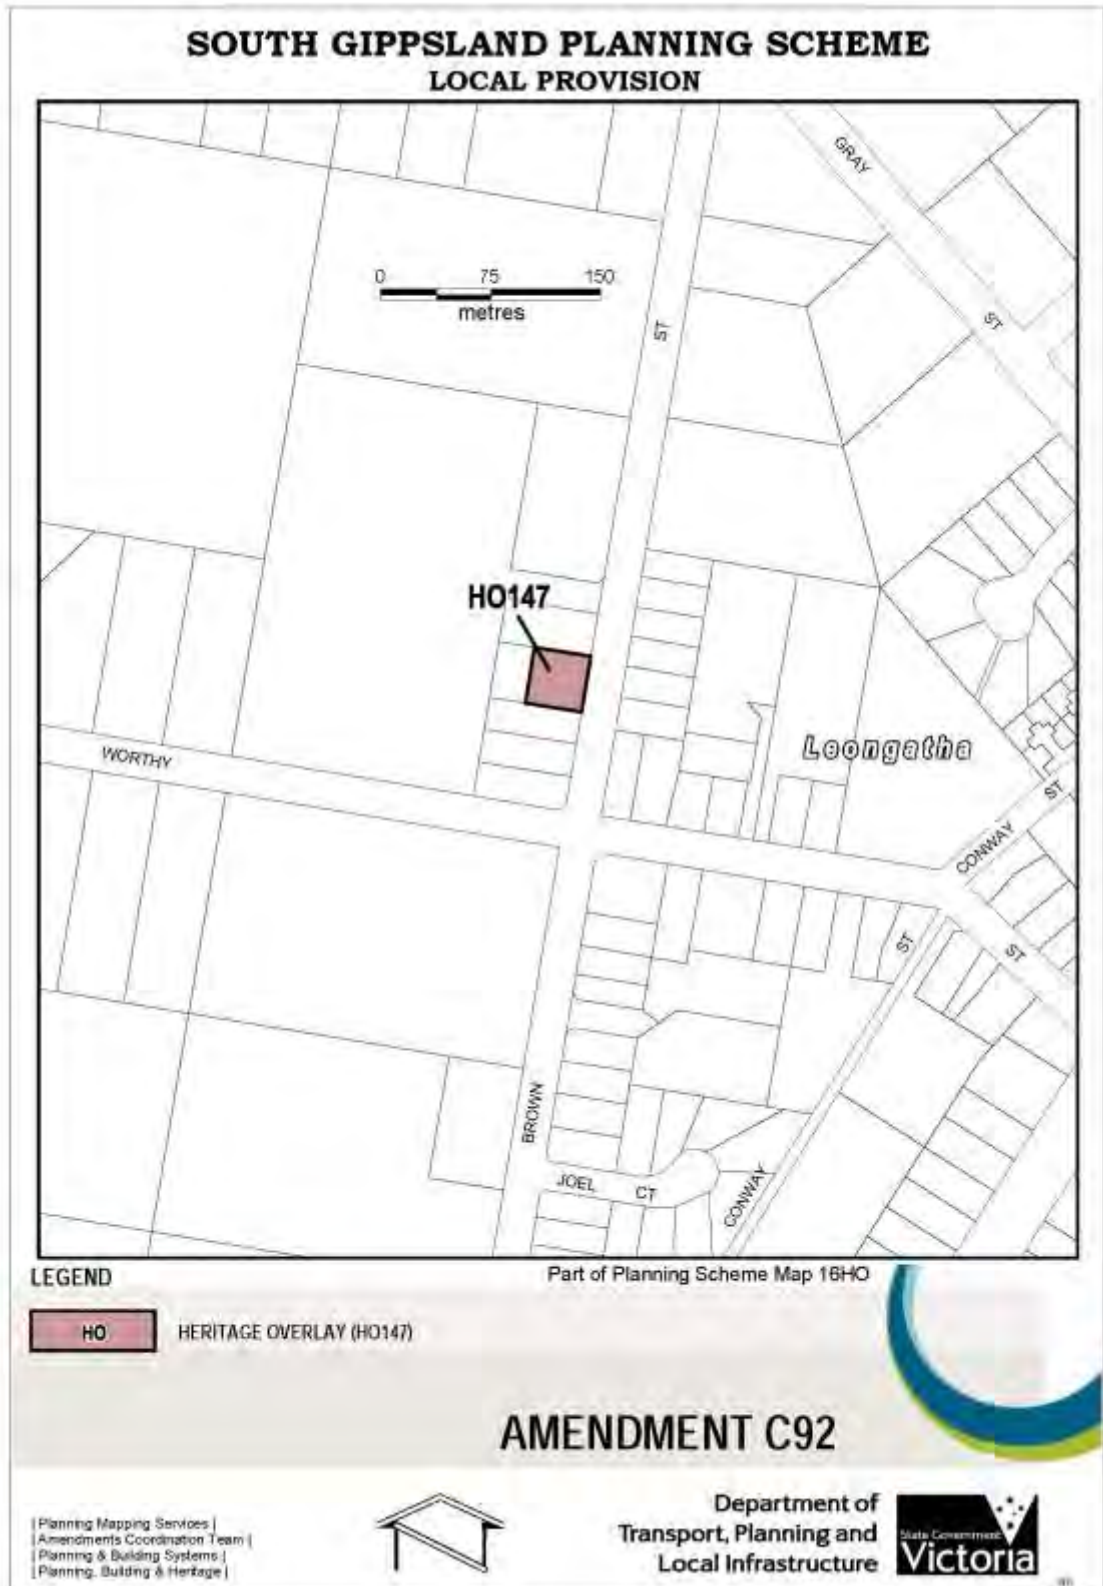 SOUTH GIPPSLAND PLANNING SCHEME
LOCAL PROVISION
GRAY
ST
0 75 150
metres
ST
HO147
Leongatha
WORTHY
ST
CONWAY
ST
ST
BROWN
JOEL CT
CONWAY
LEGEND
Part of Planning Scheme Map 16HO
HO HERITAGE OVERLAY (HO147)
AMENDMENT C92
| Planning Mapping Services |
| Amendments Coordination Team |
| Planning & Building Systems |
| Planning, Building & Heritage |
Department of
Transport, Planning and
Local Infrastructure
State Government
Victoria